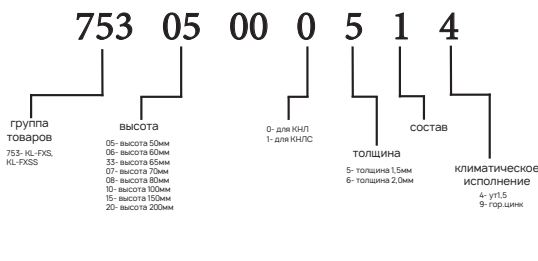 753 05 00 0 5 1 4
группа
товаров
753- KL-FXS,
KL-FXSS
высота
05- высота 50мм
06- высота 60мм
33- высота 65мм
07- высота 70мм
08- высота 80мм
10- высота 100мм
15- высота 150мм
20- высота 200мм
0- для КНЛ
1- для КНЛС
толщина
5- толщина 1,5мм
6- толщина 2,0мм
состав
климатическое
исполнение
4- ут1,5
9- гор.цинк